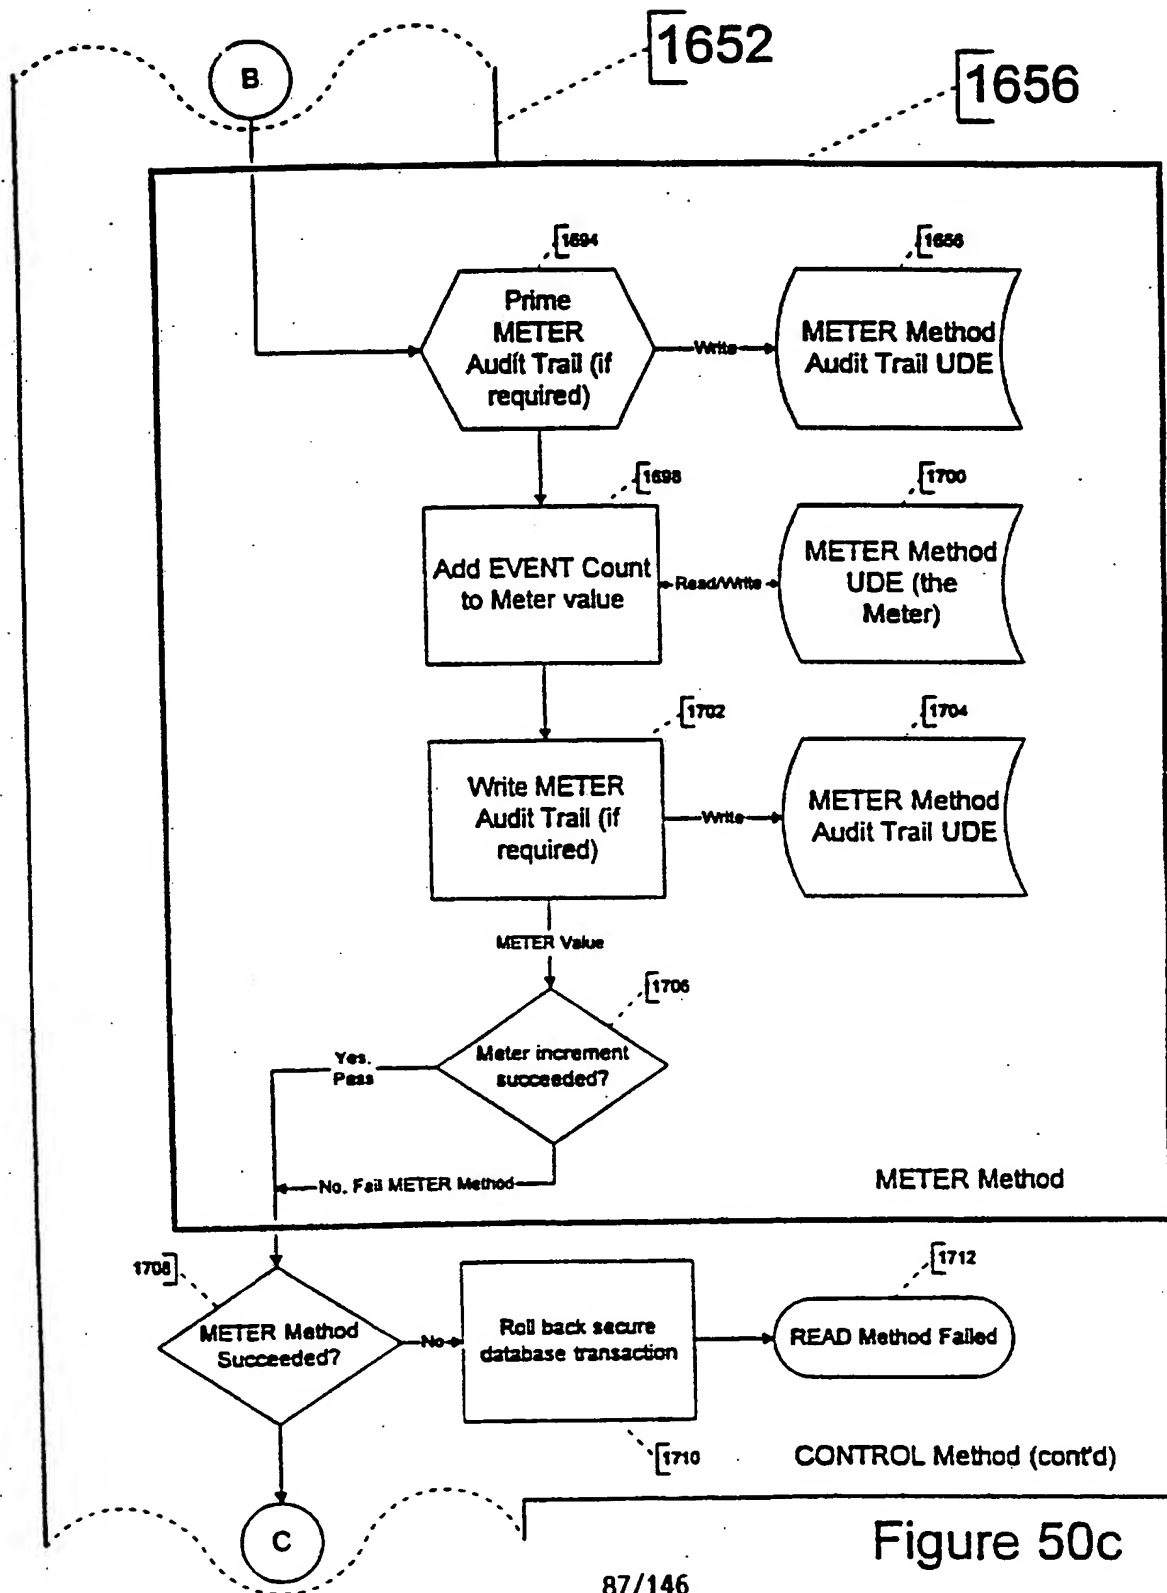 1652
1656
B
1694
1656
Prime
METER
Audit Trail (if
required)
Write
METER Method
Audit Trail UDE
1698
1700
Add EVENT Count
to Meter value
Read/Write
METER Method
UDE (the
Meter)
1702
1704
Write METER
Audit Trail (if
required)
Write
METER Method
Audit Trail UDE
METER Value
1706
Meter increment
succeeded?
Yes.
Pass
No. Fail METER Method
METER Method
1708
1712
METER Method
Succeeded?
No
Roll back secure
database transaction
READ Method Failed
1710
CONTROL Method (cont'd)
C
Figure 50c
87/146